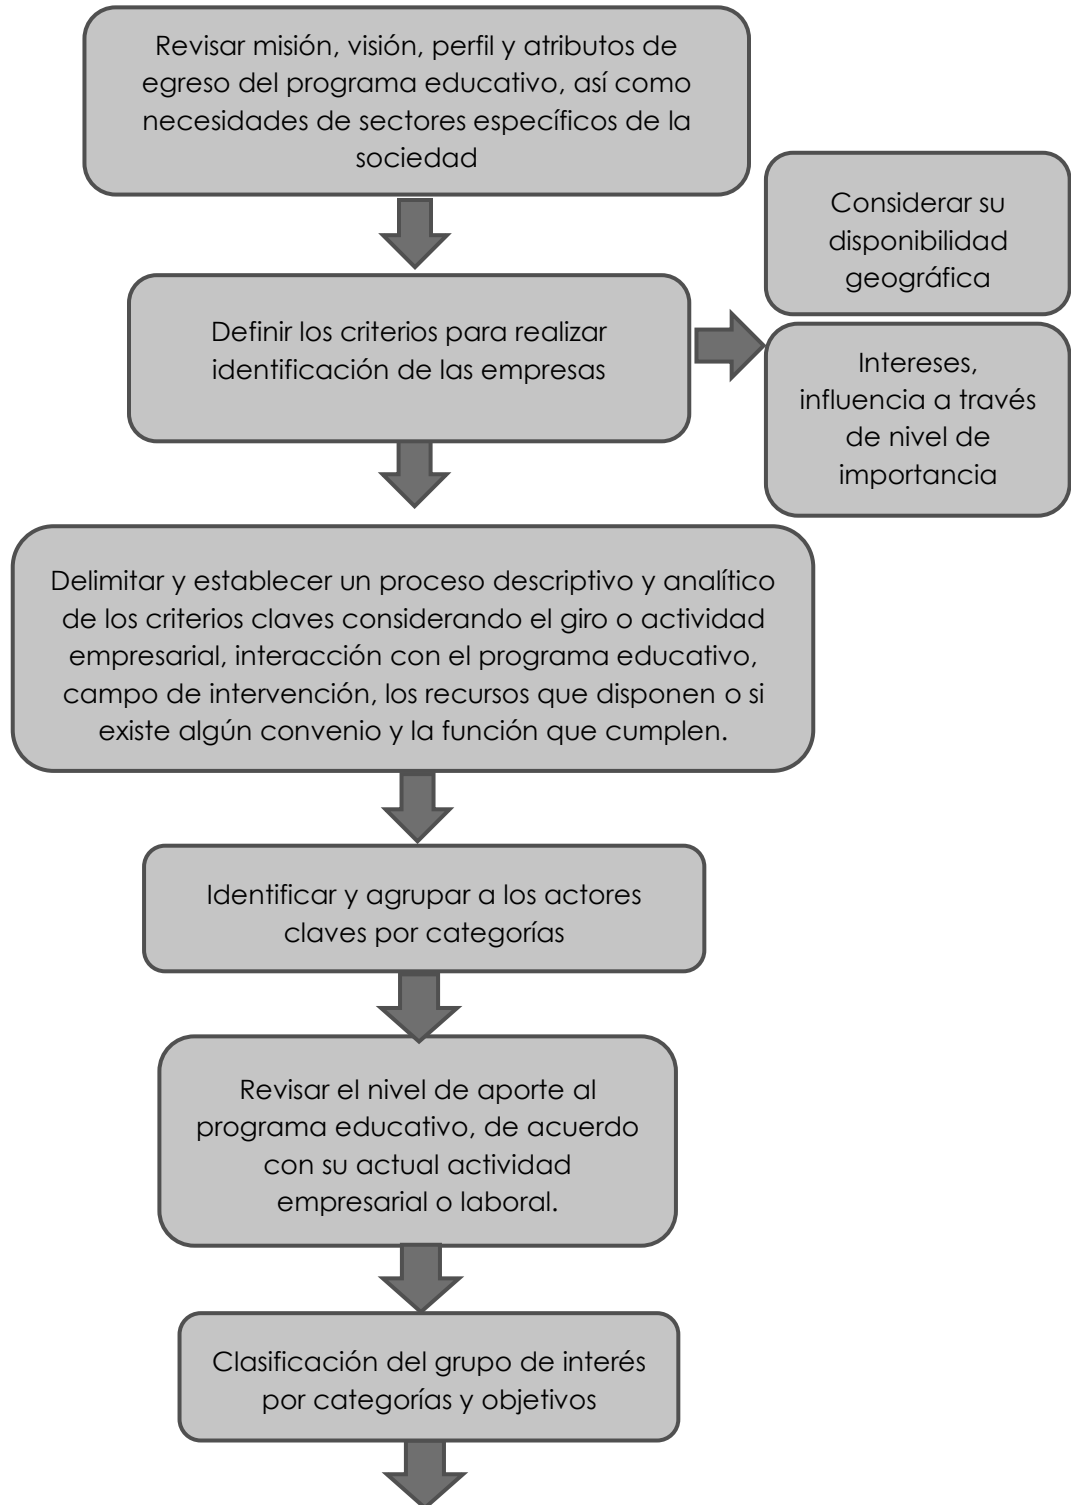 Revisar misión, visión, perfil y atributos de
egreso del programa educativo, así como
necesidades de sectores específicos de la
sociedad
Considerar su
disponibilidad
geográfica
Definir los criterios para realizar
identificación de las empresas
Intereses,
influencia a través
de nivel de
importancia
Delimitar y establecer un proceso descriptivo y analítico
de los criterios claves considerando el giro o actividad
empresarial, interacción con el programa educativo,
campo de intervención, los recursos que disponen o si
existe algún convenio y la función que cumplen.
Identificar y agrupar a los actores
claves por categorías
Revisar el nivel de aporte al
programa educativo, de acuerdo
con su actual actividad
empresarial o laboral.
Clasificación del grupo de interés
por categorías y objetivos